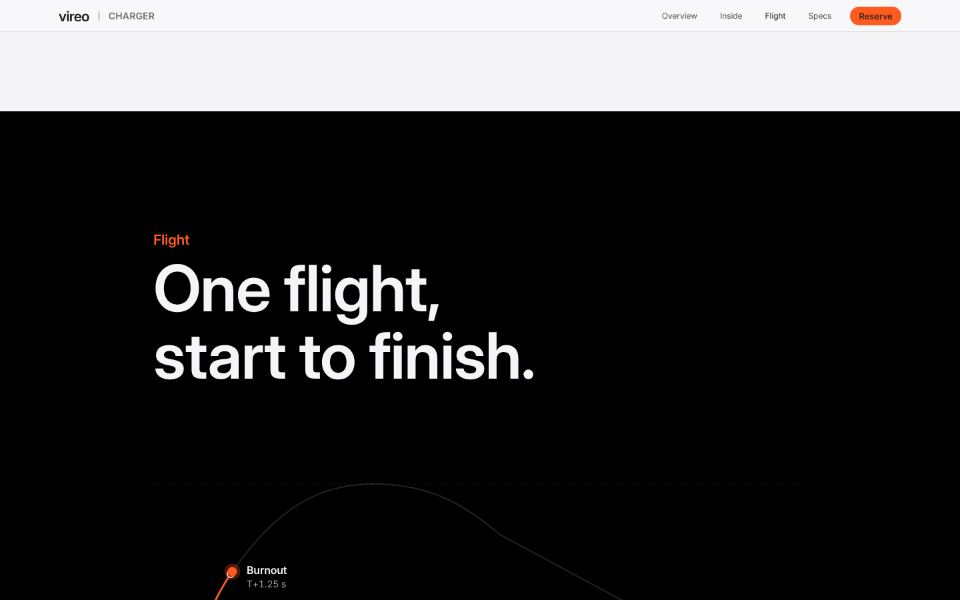 vireo | CHARGER
Overview Inside Flight Specs Reserve
Flight
One flight,
start to finish.
Burnout
T+1.25 s